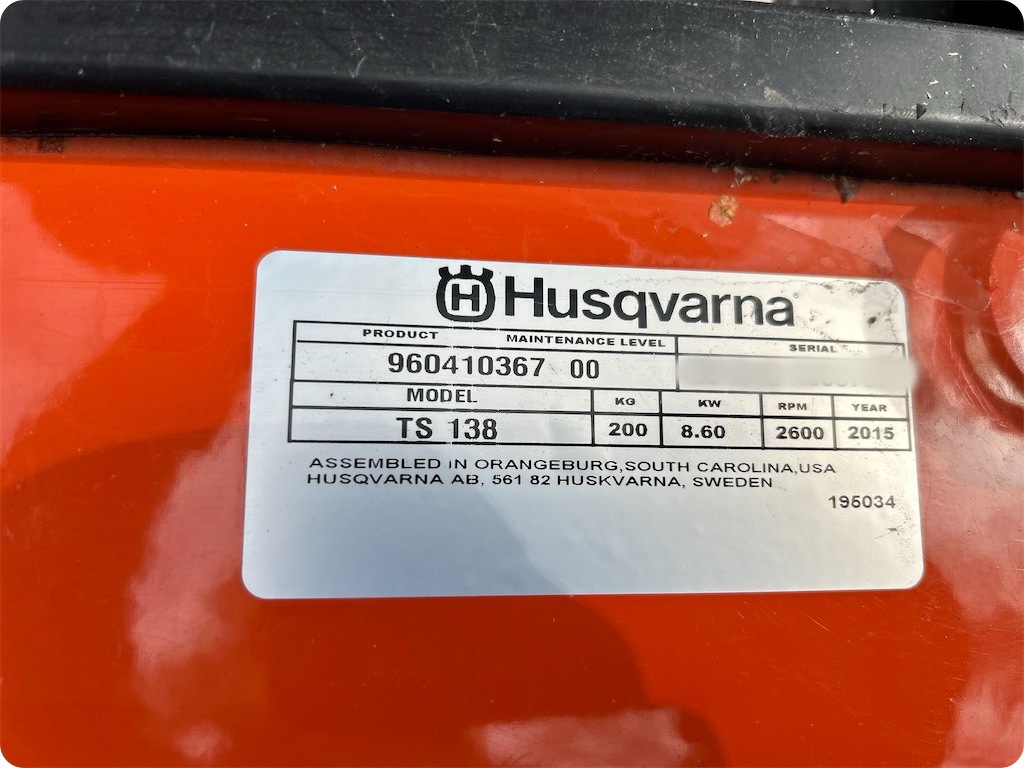 H Husqvarna
PRODUCT MAINTENANCE LEVEL SERIAL
960410367 00
MODEL KG KW RPM YEAR
TS 138 200 8.60 2600 2015
ASSEMBLED IN ORANGEBURG,SOUTH CAROLINA,USA
HUSQVARNA AB, 561 82 HUSKVARNA, SWEDEN
195034